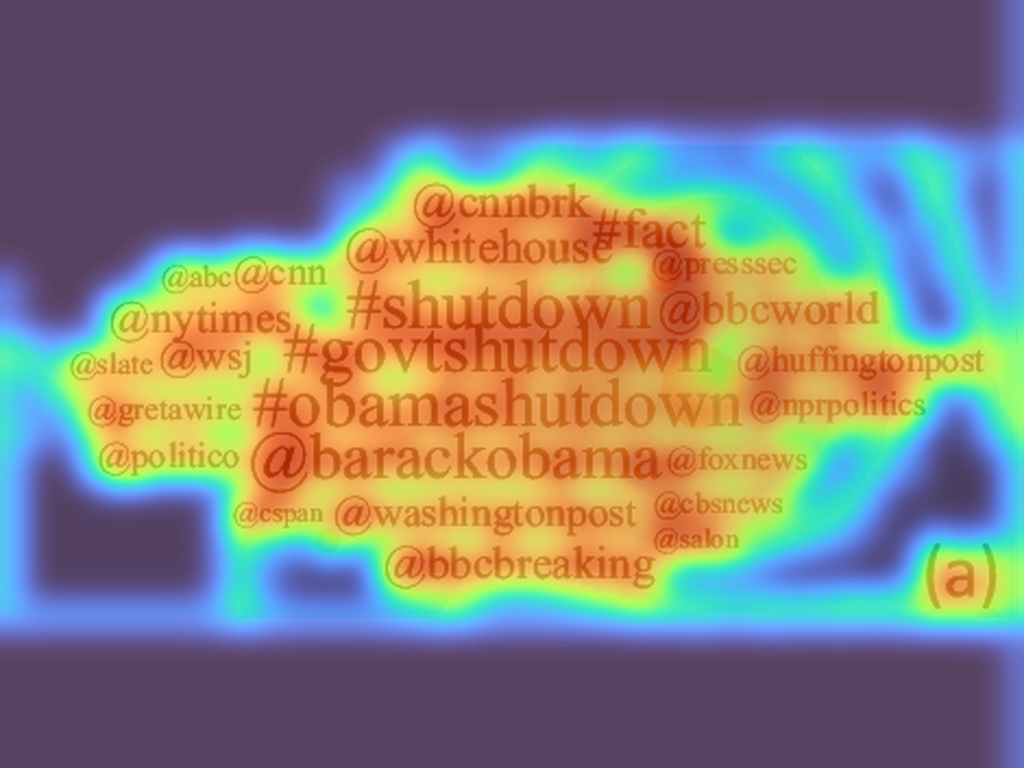 @cnnbrk
#fact
@whitehouse
@presssec
@abc @cnn
#shutdown @bbcworld
@nytimes
#govtshutdown
@slate @wsj
@huffingtonpost
@gretawire #obamashutdown @nprpolitics
@politico @barackobama @foxnews
@cspan @washingtonpost @cbsnews
@salon
@bbcbreaking
(a)